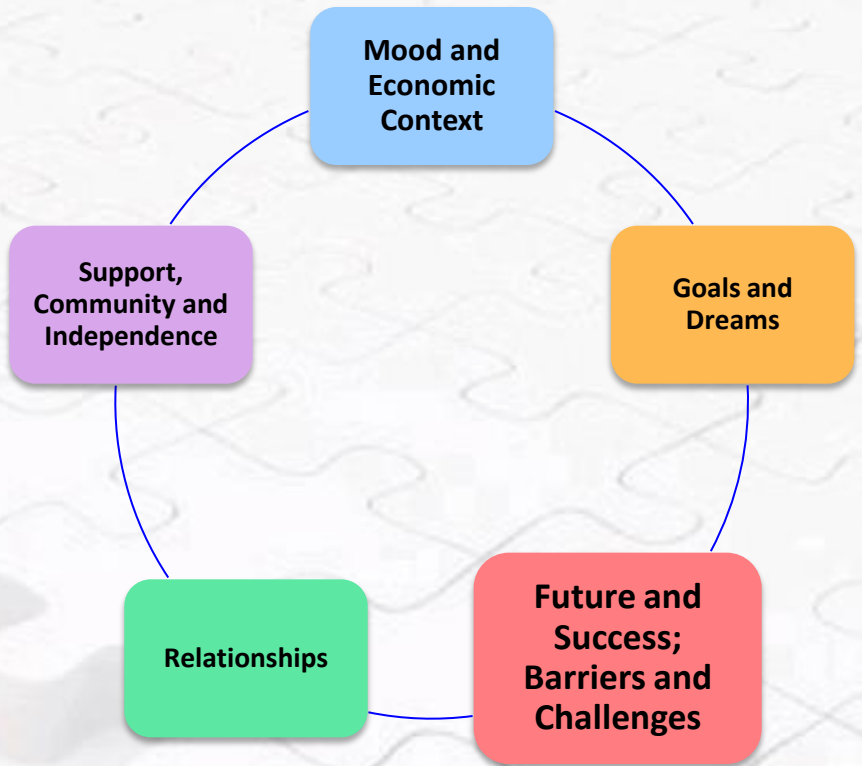 Mood and
Economic
Context
Goals and
Dreams
Future and
Success;
Barriers and
Challenges
Relationships
Support,
Community and
Independence